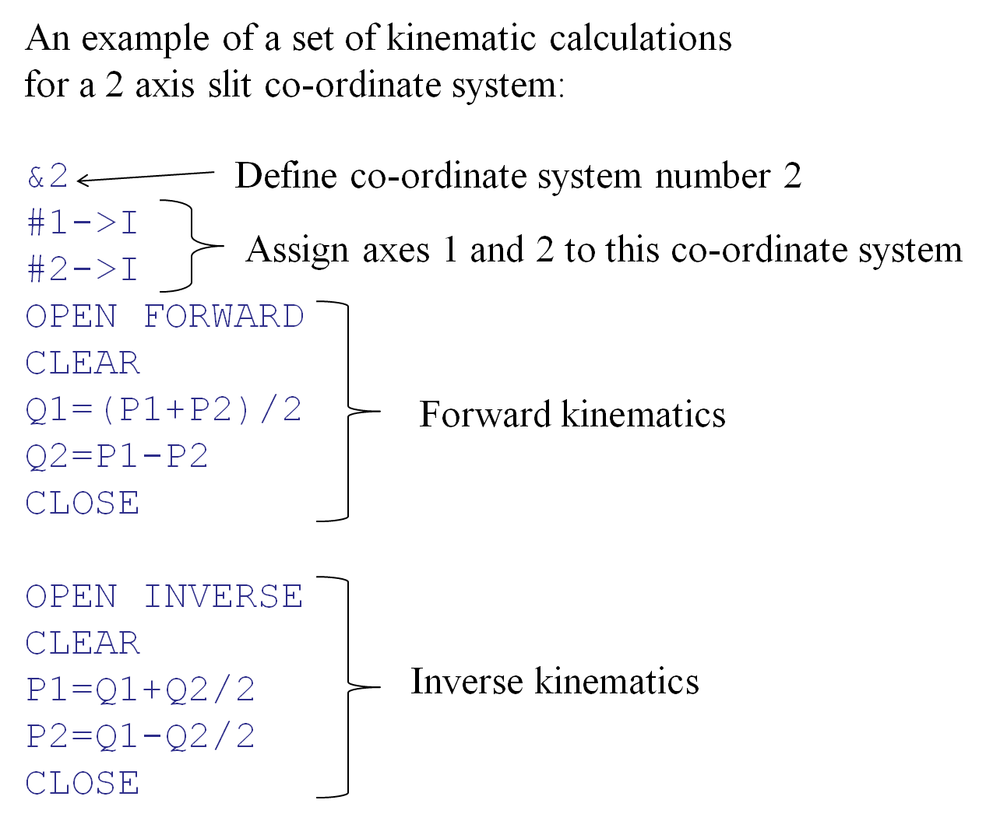 An example of a set of kinematic calculations
for a 2 axis slit co-ordinate system:
&2
Define co-ordinate system number 2
#1->I
#2->I
Assign axes 1 and 2 to this co-ordinate system
OPEN FORWARD
CLEAR
Q1=(P1+P2)/2
Q2=P1-P2
CLOSE
Forward kinematics
OPEN INVERSE
CLEAR
P1=Q1+Q2/2
P2=Q1-Q2/2
CLOSE
Inverse kinematics